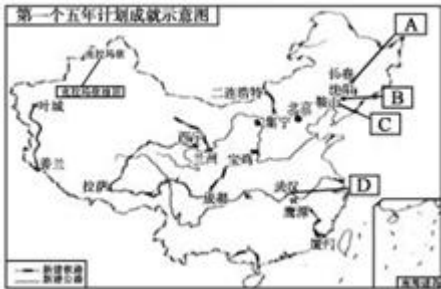 第一个五年计划成就示意图
A
克拉玛依
长春
沈阳
二连浩特
B
叶城
北京
鞍山
集宁
C
西宁
兰州
宝鸡
拉萨
成都
武汉
D
鹰潭
厦门
新建铁路
新建公路